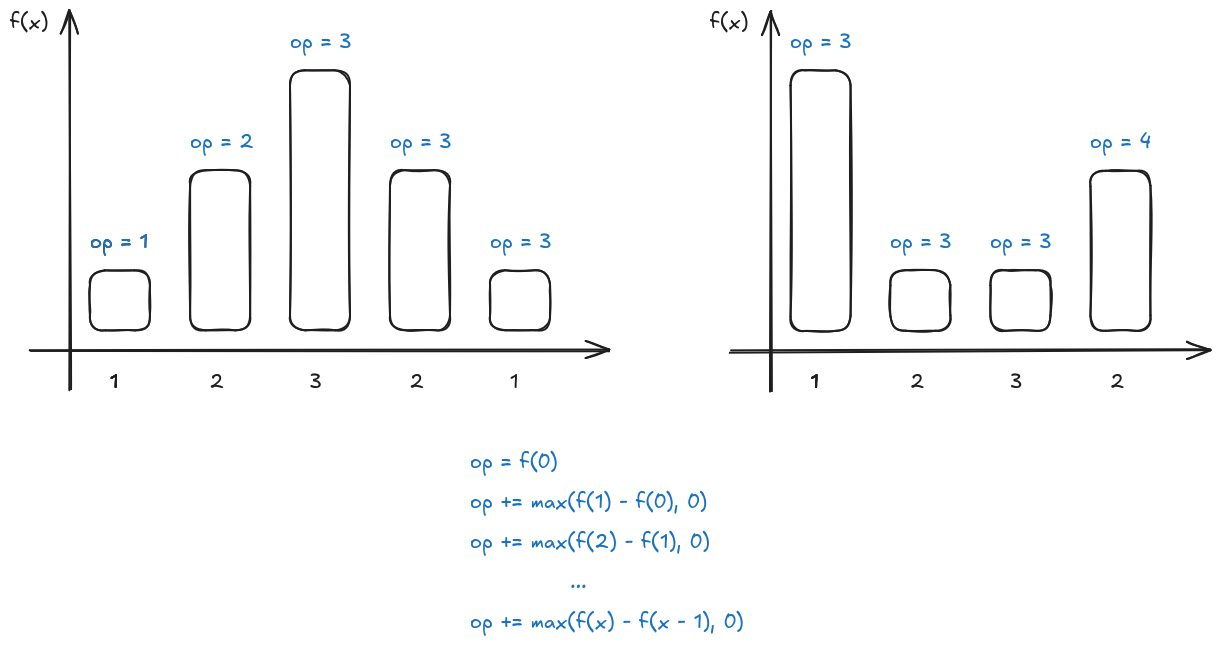 f(x)
op = 3
op = 2
op = 3
op = 1
op = 3
1 2 3 2 1
f(x)
op = 3
op = 4
op = 3
op = 3
1 2 3 2
op = f(0)
op += max(f(1) - f(0), 0)
op += max(f(2) - f(1), 0)
...
op += max(f(x) - f(x - 1), 0)